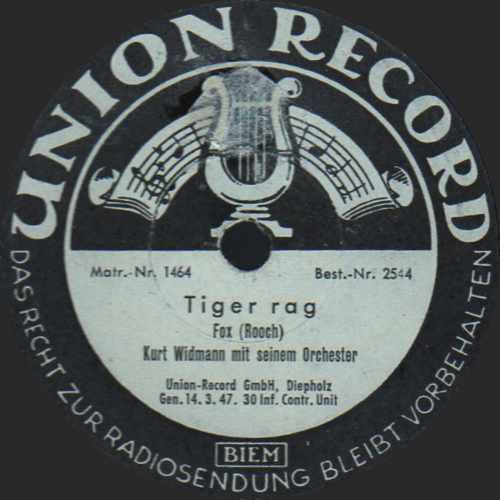 UNION RECORD
Matr.-Nr. 1464 Best.-Nr. 2544
Tiger rag
Fox (Rooch)
Kurt Widmann mit seinem Orchester
Union-Record GmbH, Diepholz
Gen. 14. 3. 47. 30 Inf. Contr. Unit
BIEM
DAS RECHT ZUR RADIOSENDUNG BLEIBT VORBEHALTEN